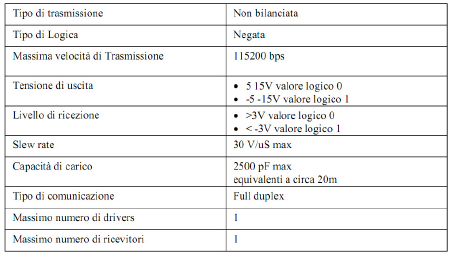 Tipo di trasmissione Non bilanciata
Tipo di Logica Negata
Massima velocità di Trasmissione 115200 bps
Tensione di uscita • 5 15V valore logico 0
• -5 -15V valore logico 1
Livello di ricezione • >3V valore logico 0
• < -3V valore logico 1
Slew rate 30 V/uS max
Capacità di carico 2500 pF max
equivalenti a circa 20m
Tipo di comunicazione Full duplex
Massimo numero di drivers 1
Massimo numero di ricevitori 1